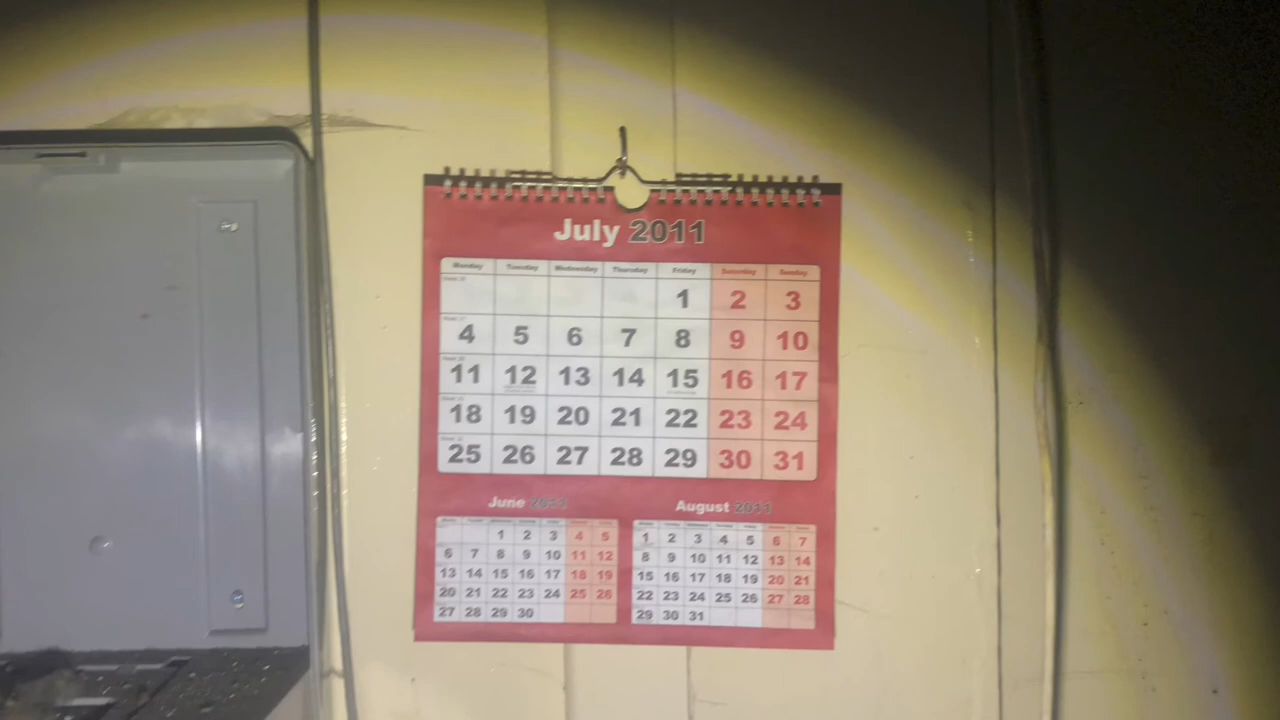 July 2011
Monday Tuesday Wednesday Thursday Friday Saturday Sunday
1 2 3
4 5 6 7 8 9 10
11 12 13 14 15 16 17
18 19 20 21 22 23 24
25 26 27 28 29 30 31
June 2011
1 2 3 4 5
6 7 8 9 10 11 12
13 14 15 16 17 18 19
20 21 22 23 24 25 26
27 28 29 30
August 2011
1 2 3 4 5 6 7
8 9 10 11 12 13 14
15 16 17 18 19 20 21
22 23 24 25 26 27 28
29 30 31